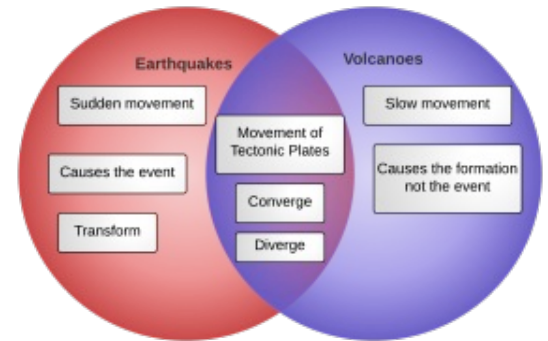 Earthquakes
Sudden movement
Causes the event
Transform
Movement of
Tectonic Plates
Converge
Diverge
Volcanoes
Slow movement
Causes the formation
not the event